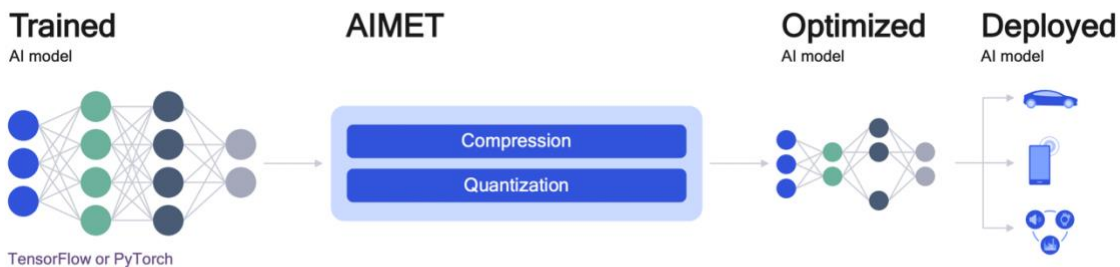 Trained
AI model
AIMET
Optimized
AI model
Deployed
AI model
Compression
Quantization
TensorFlow or PyTorch